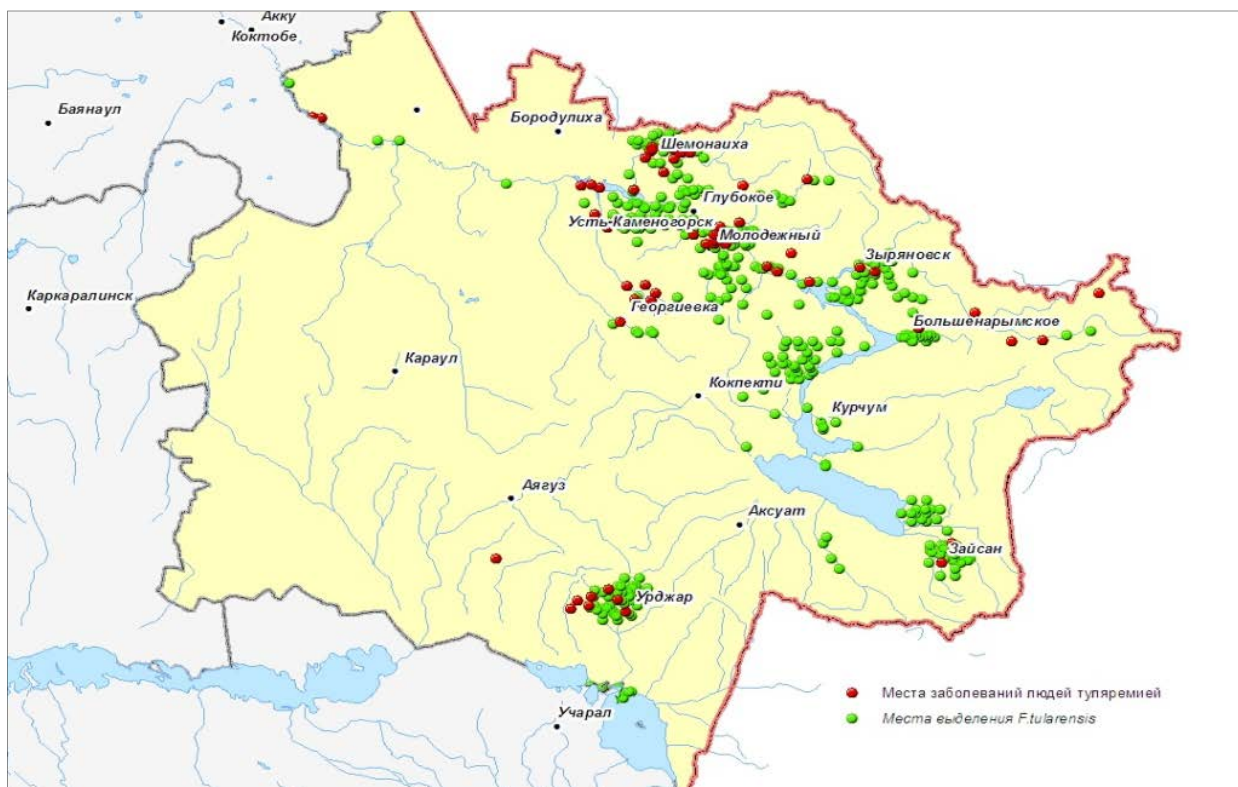 Акку
Коктобе
Баянаул
Бородулиха
Шемонаиха
Глубокое
Усть-Каменогорск
Молодежный
Зыряновск
Каркаралинск
Георгиевка
Большенарымское
Караул
Кокпекти
Курчум
Аягуз
Аксуат
Зайсан
Урджар
Места заболеваний людей туляремией
Места выделения F.tularensis
Учарал